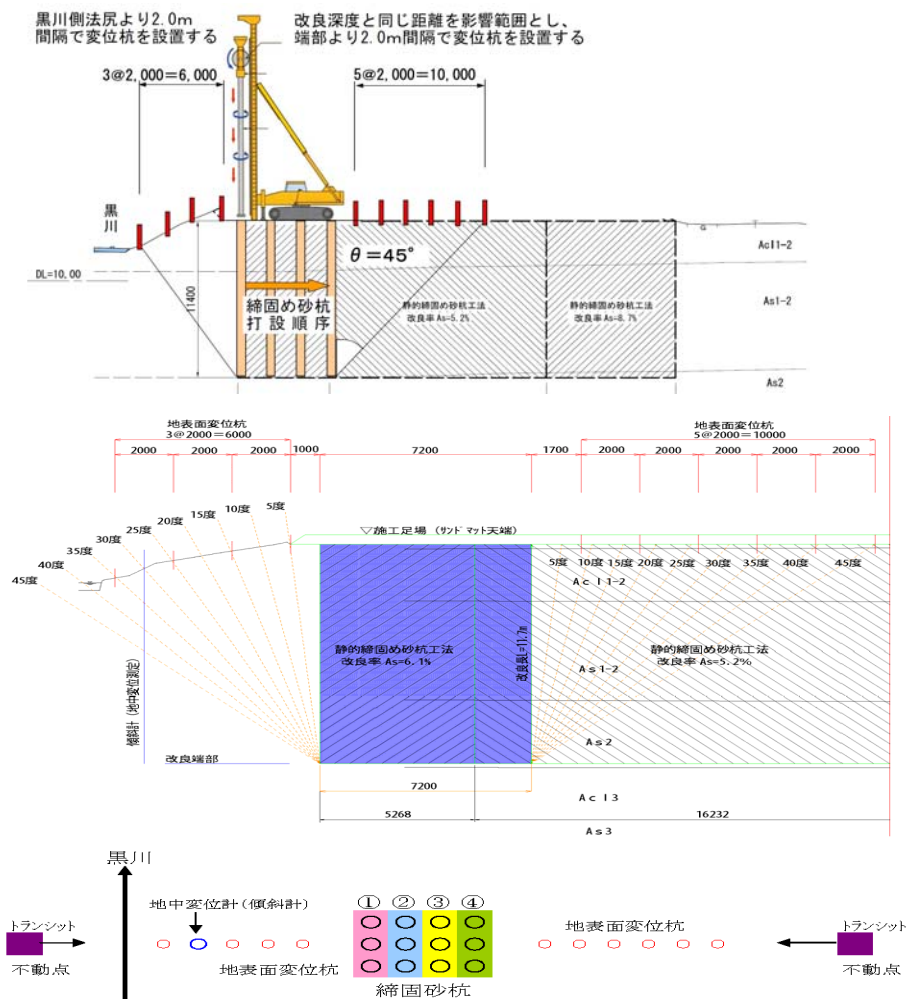 黒川側法尻より2.0m
間隔で変位杭を設置する
改良深度と同じ距離を影響範囲とし、
端部より2.0m間隔で変位杭を設置する
3@2,000=6,000
5@2,000=10,000
黒川
DL=10.00
11400
θ=45°
締固め砂杭
打設順序
静的締固め砂杭工法
改良率 As=5.2%
静的締固め砂杭工法
改良率 As=8.7%
Acl1-2
As1-2
As2
地表面変位杭
3@2000=6000
地表面変位杭
5@2000=10000
2000 2000 2000 1000 7200 1700 2000 2000 2000 2000 2000
45度 40度 35度 30度 25度 20度 15度 10度 5度
▽施工足場 (サンドマット天端)
5度 10度 15度 20度 25度 30度 35度 40度 45度
Acl1-2
静的締固め砂杭工法
改良率 As=6.1%
改良長L=11.7m
As1-2
静的締固め砂杭工法
改良率 As=5.2%
傾斜計(地中変位測定)
As2
改良端部
7200
Acl3
5268 16232
As3
黒川
地中変位計(傾斜計)
① ② ③ ④
トランシット
不動点
地表面変位杭
地表面変位杭
トランシット
不動点
締固砂杭